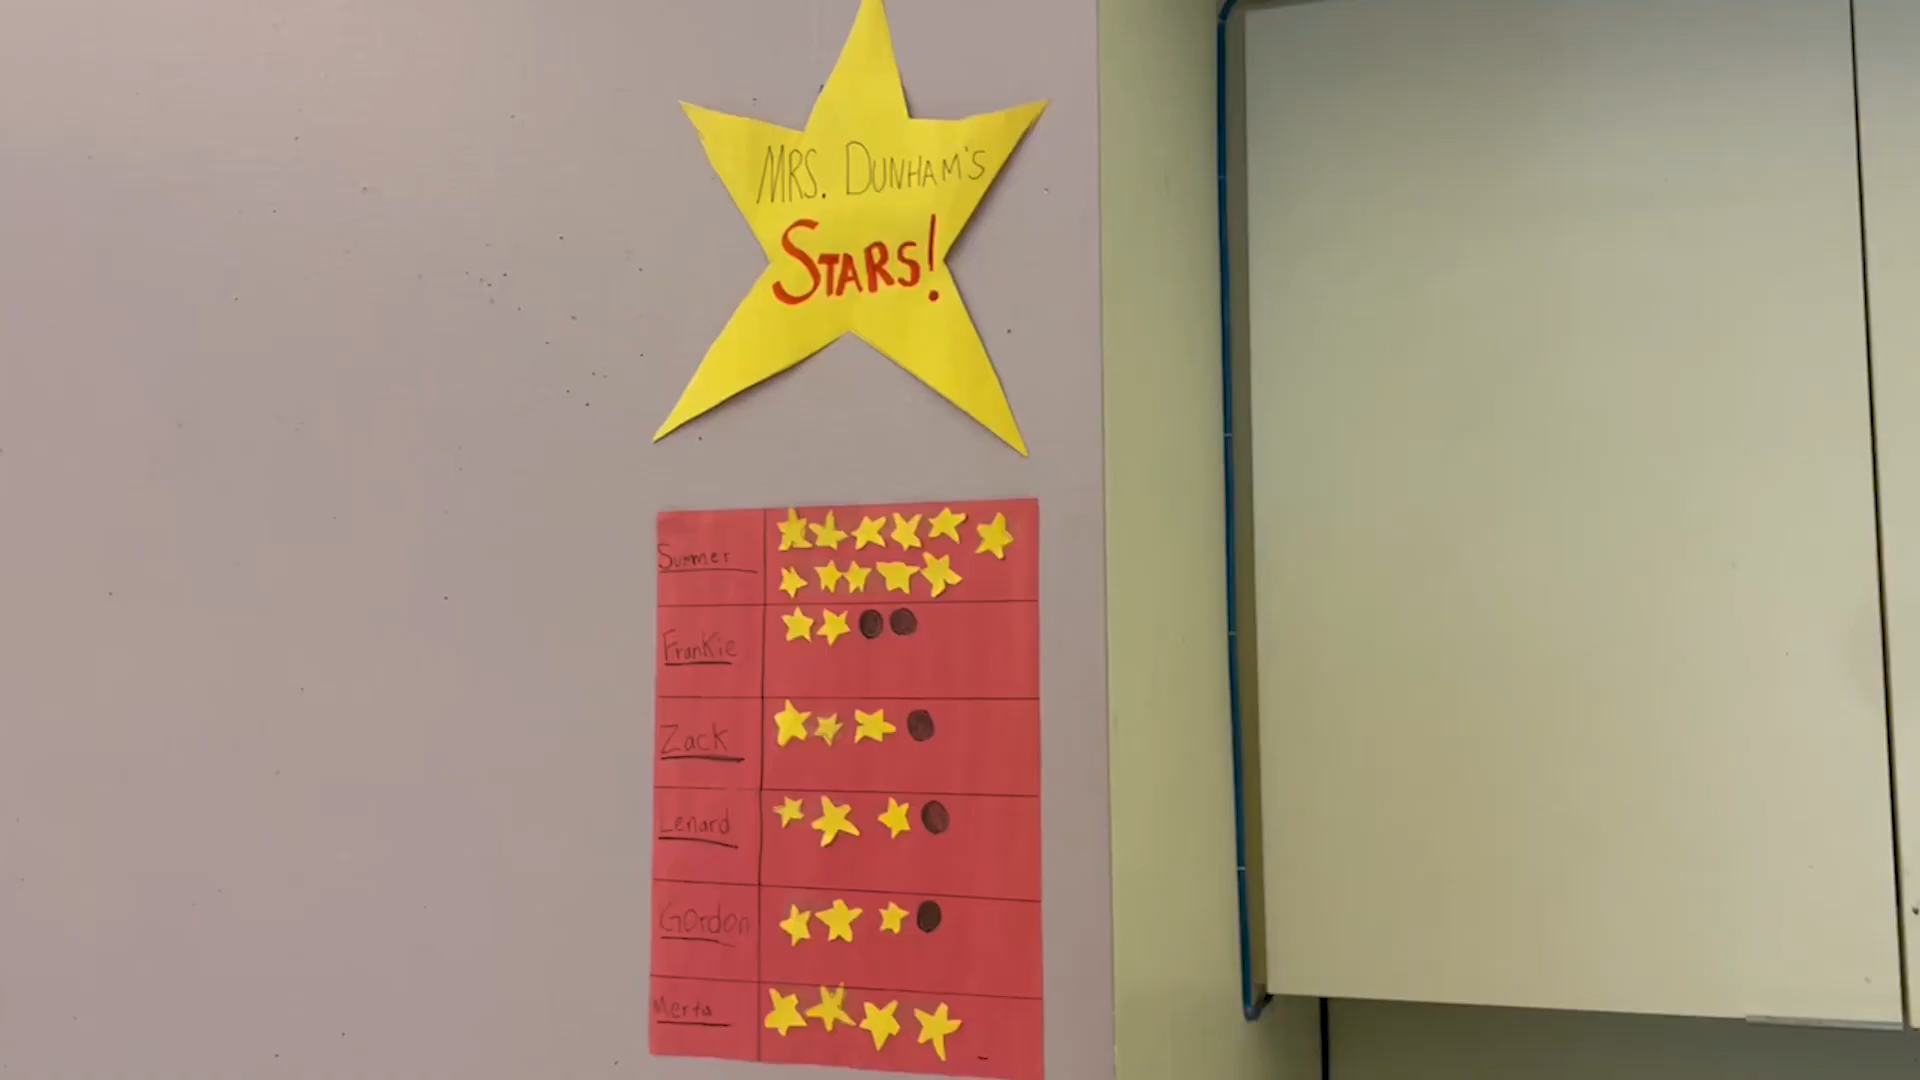 MRS. DUNHAM'S
STARS!
Summer
Frankie
Zack
Lenard
Gordon
Merta